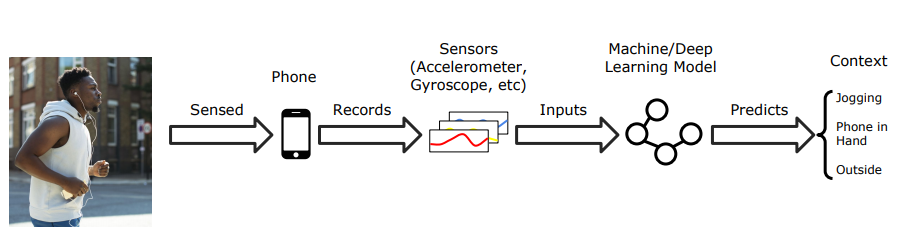 Sensed
Phone
Records
Sensors
(Accelerometer,
Gyroscope, etc)
Inputs
Machine/Deep
Learning Model
Predicts
Context
Jogging
Phone in
Hand
Outside